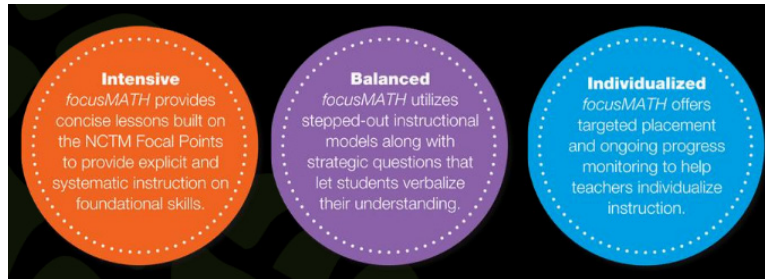 Intensive
focusMATH provides
concise lessons built on
the NCTM Focal Points
to provide explicit and
systematic instruction on
foundational skills.
Balanced
focusMATH utilizes
stepped-out instructional
models along with
strategic questions that
let students verbalize
their understanding.
Individualized
focusMATH offers
targeted placement
and ongoing progress
monitoring to help
teachers individualize
instruction.